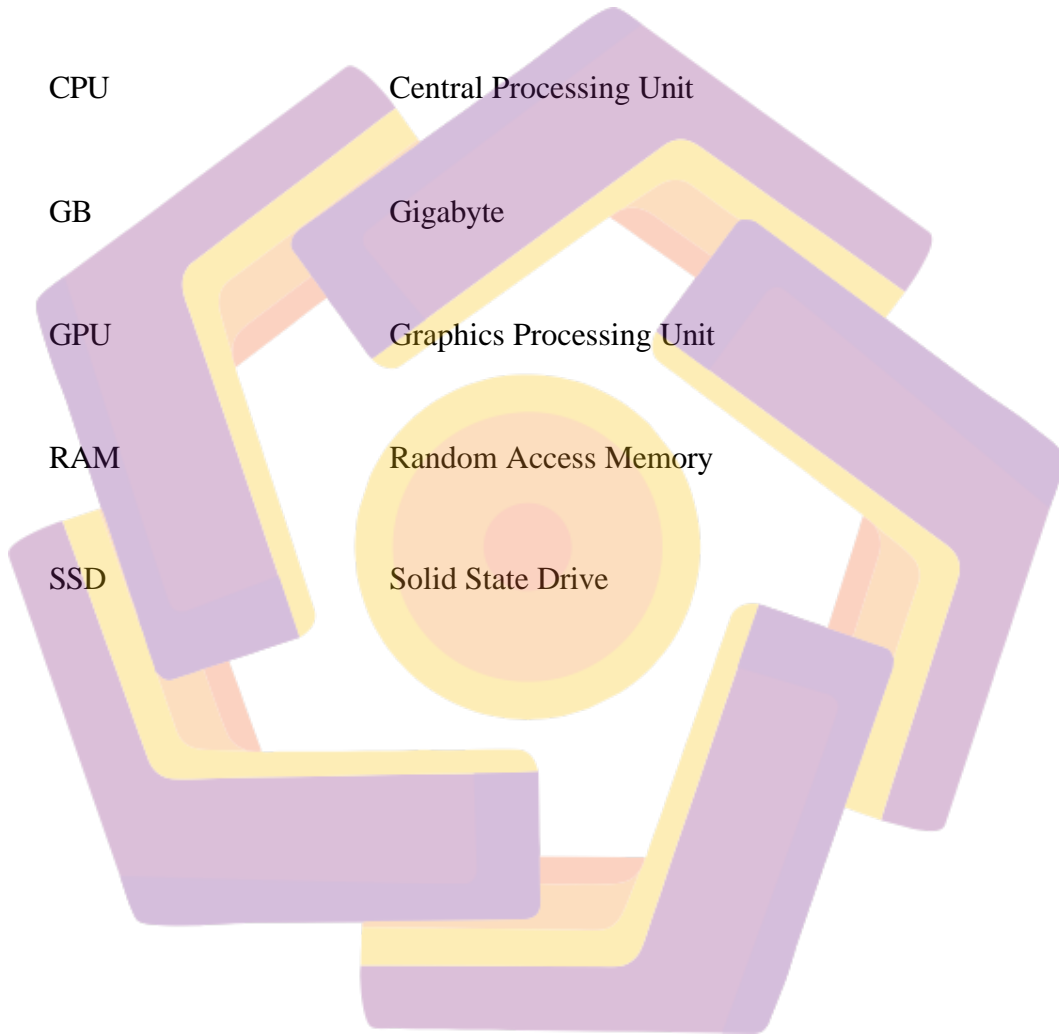 CPU Central Processing Unit
GB Gigabyte
GPU Graphics Processing Unit
RAM Random Access Memory
SSD Solid State Drive